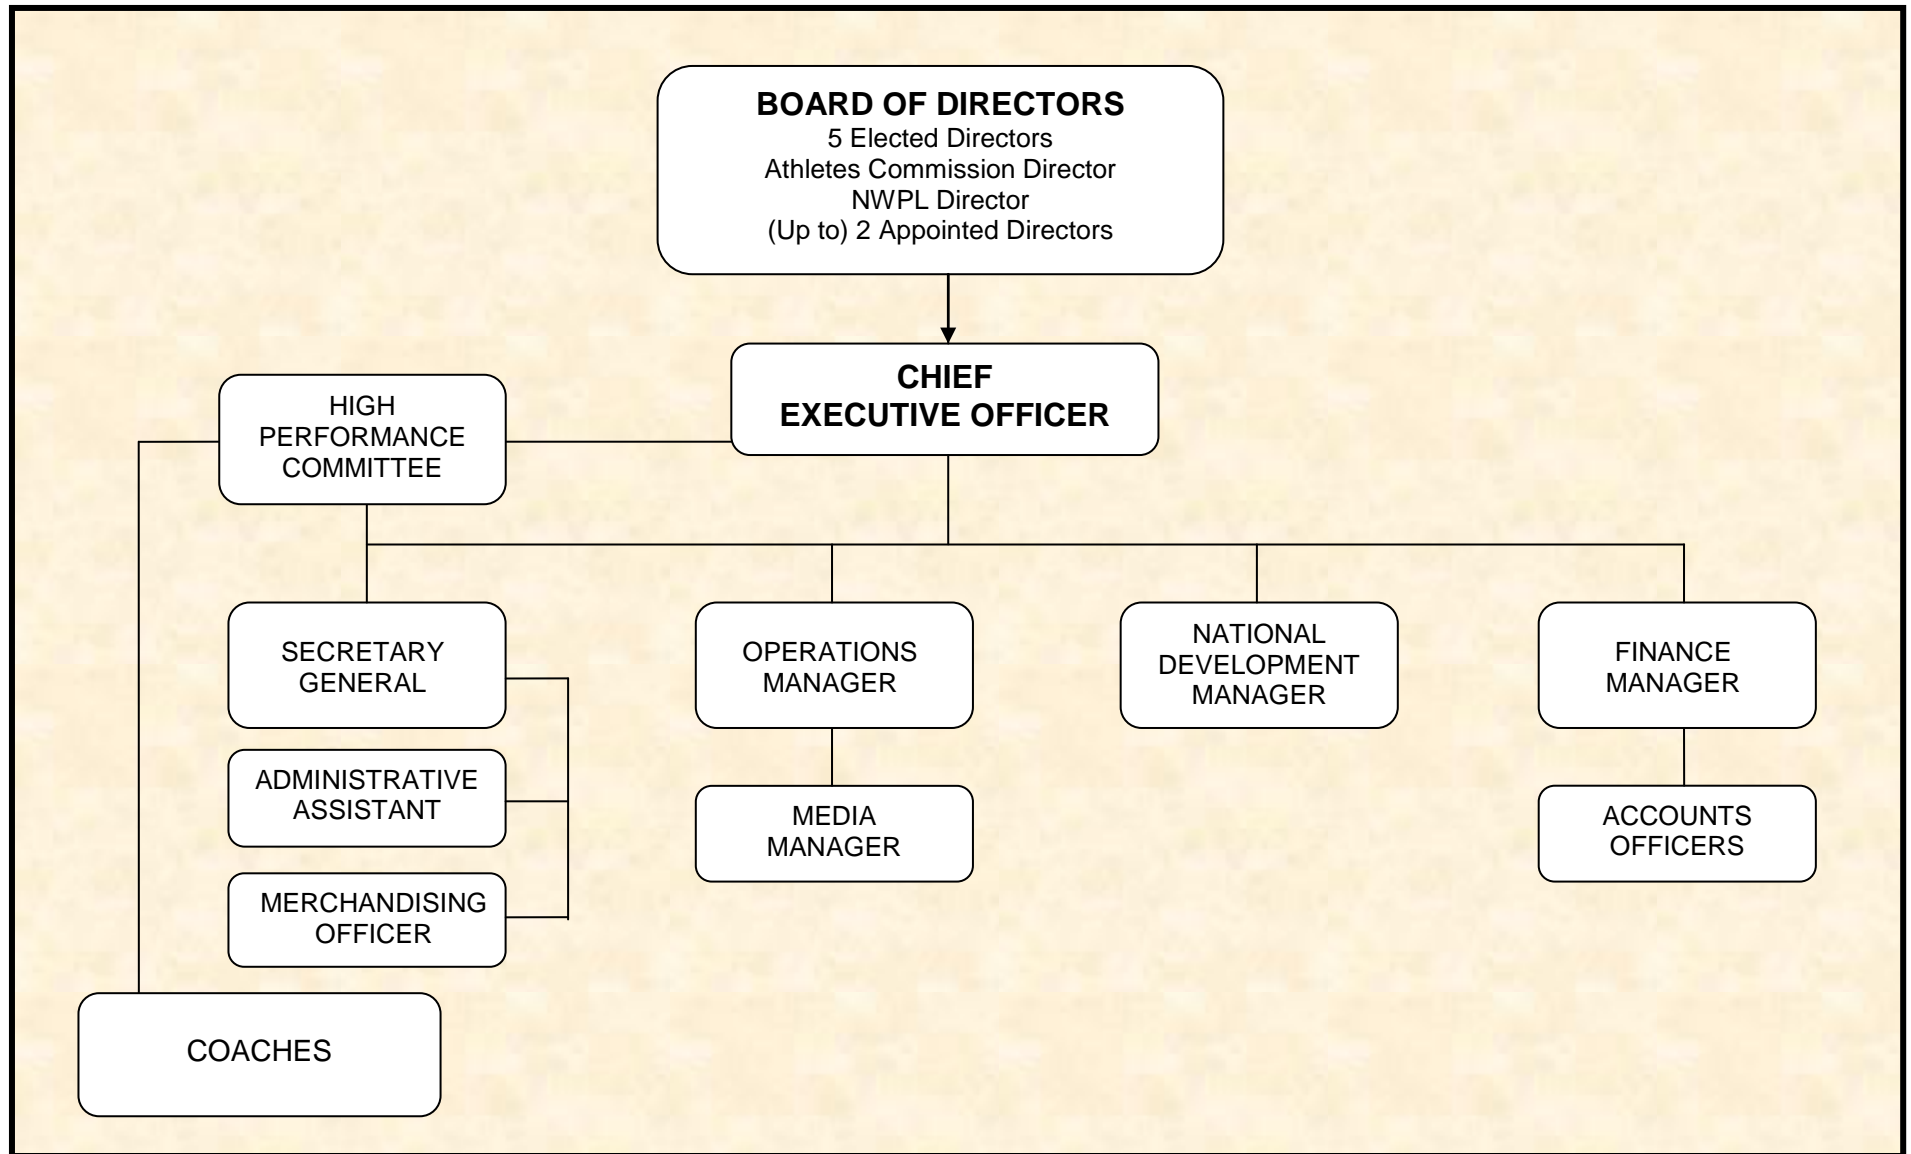 BOARD OF DIRECTORS
5 Elected Directors
Athletes Commission Director
NWPL Director
(Up to) 2 Appointed Directors
CHIEF
EXECUTIVE OFFICER
HIGH
PERFORMANCE
COMMITTEE
SECRETARY
GENERAL
OPERATIONS
MANAGER
NATIONAL
DEVELOPMENT
MANAGER
FINANCE
MANAGER
ADMINISTRATIVE
ASSISTANT
MEDIA
MANAGER
ACCOUNTS
OFFICERS
MERCHANDISING
OFFICER
COACHES